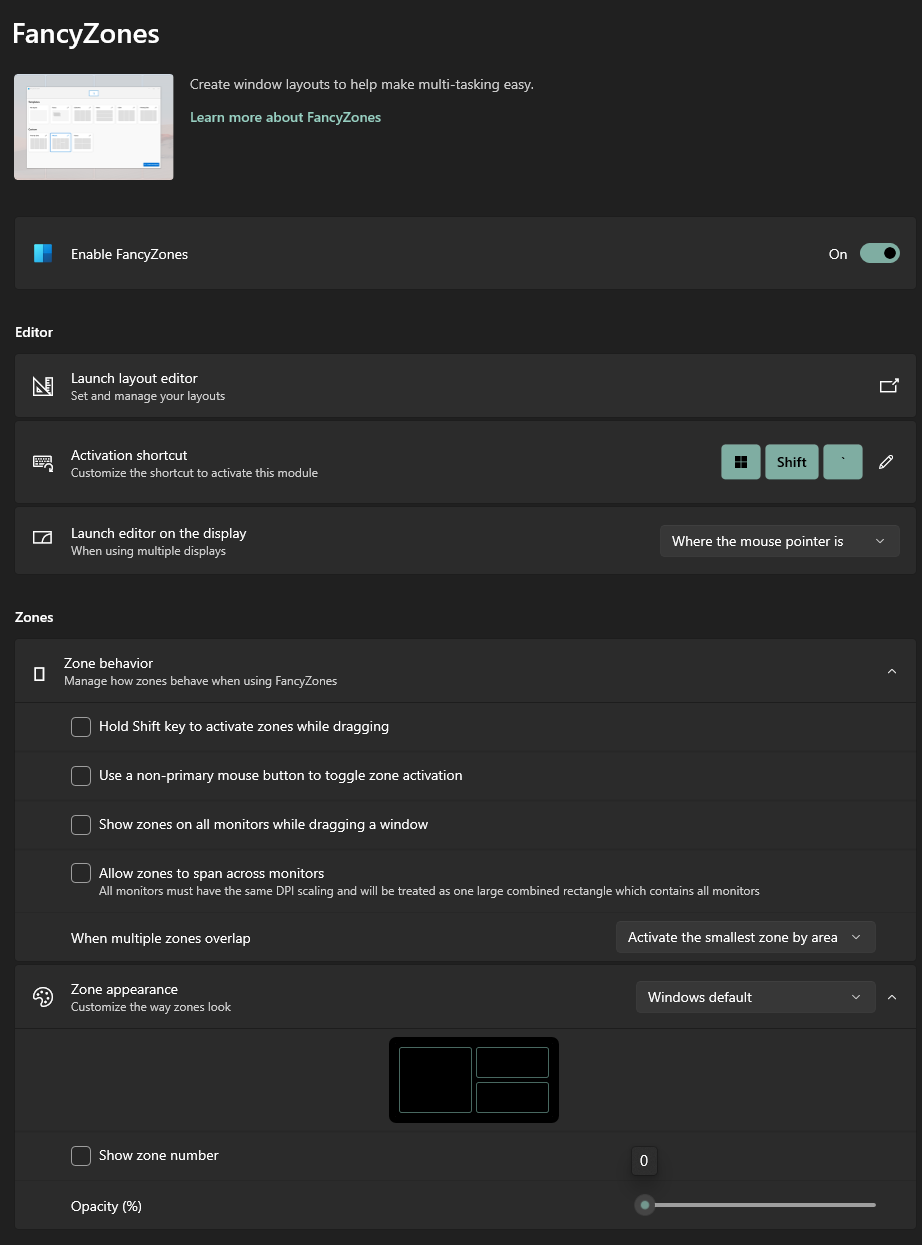 FancyZones
Create window layouts to help make multi-tasking easy.
Learn more about FancyZones
Enable FancyZones
On
Editor
Launch layout editor
Set and manage your layouts
Activation shortcut
Customize the shortcut to activate this module
Shift
`
Launch editor on the display
When using multiple displays
Where the mouse pointer is
Zones
Zone behavior
Manage how zones behave when using FancyZones
Hold Shift key to activate zones while dragging
Use a non-primary mouse button to toggle zone activation
Show zones on all monitors while dragging a window
Allow zones to span across monitors
All monitors must have the same DPI scaling and will be treated as one large combined rectangle which contains all monitors
When multiple zones overlap
Activate the smallest zone by area
Zone appearance
Customize the way zones look
Windows default
Show zone number
0
Opacity (%)